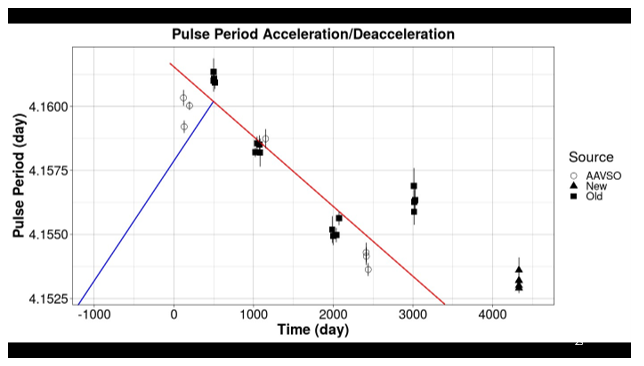 Pulse Period Acceleration/Deacceleration
Pulse Period (day)
4.1600
4.1575
4.1550
4.1525
-1000 0 1000 2000 3000 4000
Time (day)
Source
AAVSO
New
Old